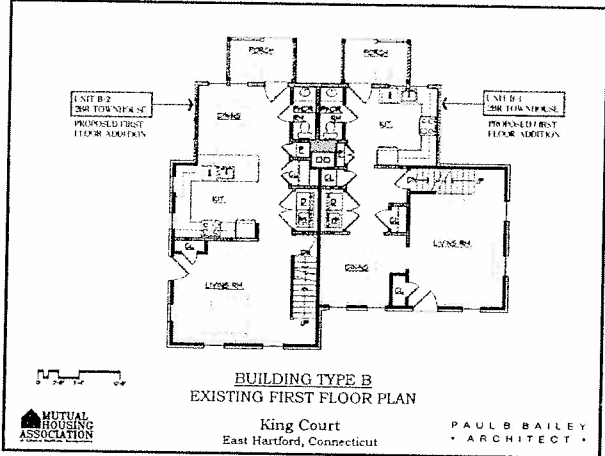 PORCH
PORCH
UNIT B-2
2BR TOWNHOUSE
PROPOSED FIRST
FLOOR ADDITION
UNIT B-1
2BR TOWNHOUSE
PROPOSED FIRST
FLOOR ADDITION
DINING
KIT.
KIT.
LIVING RM.
DINING
LIVING RM.
BUILDING TYPE B
EXISTING FIRST FLOOR PLAN
King Court
East Hartford, Connecticut
MUTUAL
HOUSING
ASSOCIATION
PAUL B BAILEY
• ARCHITECT •